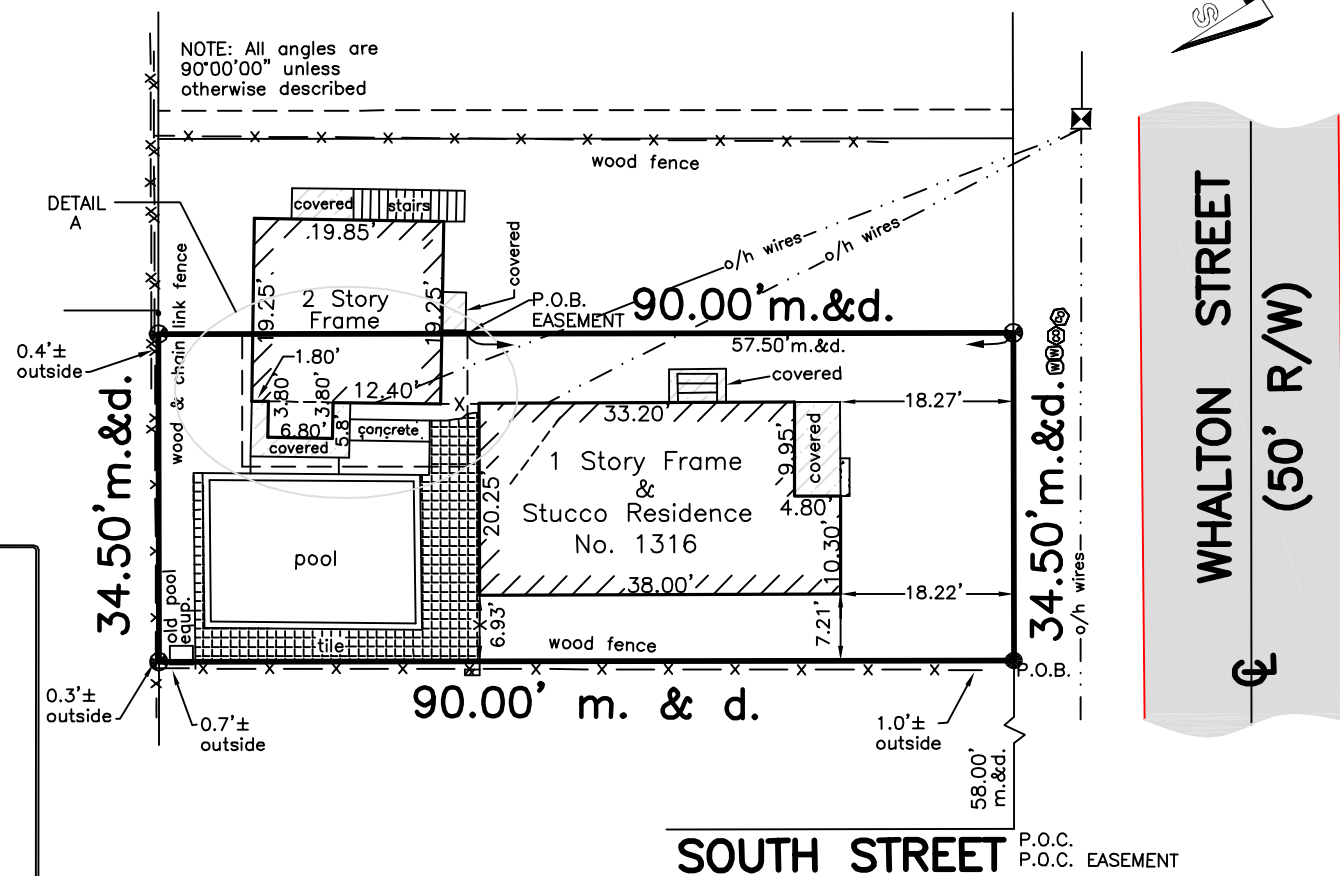 NOTE: All angles are
90°00'00" unless
otherwise described
S
wood fence
DETAIL
A
covered
stairs
19.85'
covered
o/h wires
o/h wires
wood & chain link fence
19.25'
2 Story
Frame
19.25'
P.O.B.
EASEMENT
90.00'm.&d.
57.50'm.&d.
0.4'±
outside
1.80'
12.40'
3.80'
3.80'
6.80'
5.8'
covered
concrete
covered
33.20'
18.27'
34.50'm.&d.
1 Story Frame
&
Stucco Residence
No. 1316
9.95'
covered
4.80'
20.25'
10.30'
38.00'
18.22'
34.50'm.&d.
o/h wires
pool
old pool
equp.
tile
6.93'
wood fence
7.21'
P.O.B.
90.00' m. & d.
0.3'±
outside
0.7'±
outside
1.0'±
outside
58.00'
m.&d.
WHALTON STREET
(50' R/W)
℄
SOUTH STREET
P.O.C.
P.O.C. EASEMENT